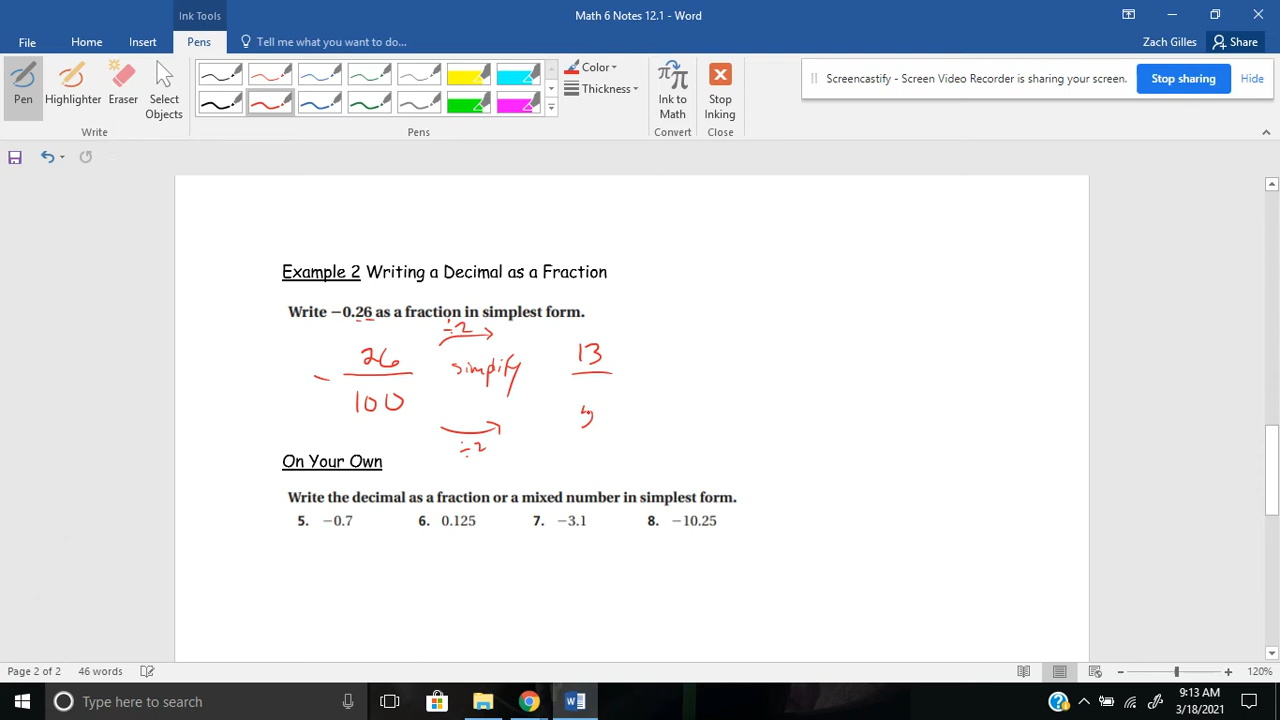 Ink Tools
Math 6 Notes 12.1 - Word
File Home Insert Pens Tell me what you want to do... Zach Gilles Share
Pen Highlighter Eraser Select Objects
Color
Thickness
Ink to Math
Stop Inking
Write Pens Convert Close
Screencastify - Screen Video Recorder is sharing your screen. Stop sharing Hide
Example 2 Writing a Decimal as a Fraction
Write −0.26 as a fraction in simplest form.
÷2
- 26/100 simplify 13/5
÷2
On Your Own
Write the decimal as a fraction or a mixed number in simplest form.
5. −0.7 6. 0.125 7. −3.1 8. −10.25
Page 2 of 2 46 words 120%
Type here to search
9:13 AM
3/18/2021